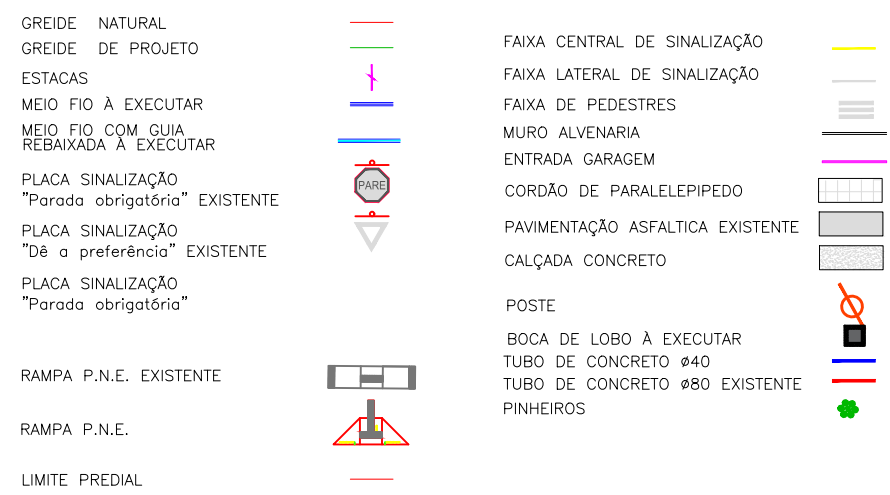 GREIDE NATURAL
GREIDE DE PROJETO
ESTACAS
MEIO FIO À EXECUTAR
MEIO FIO COM GUIA
REBAIXADA À EXECUTAR
PLACA SINALIZAÇÃO
"Parada obrigatória" EXISTENTE
PARE
PLACA SINALIZAÇÃO
"Dê a preferência" EXISTENTE
PLACA SINALIZAÇÃO
"Parada obrigatória"
RAMPA P.N.E. EXISTENTE
RAMPA P.N.E.
LIMITE PREDIAL
FAIXA CENTRAL DE SINALIZAÇÃO
FAIXA LATERAL DE SINALIZAÇÃO
FAIXA DE PEDESTRES
MURO ALVENARIA
ENTRADA GARAGEM
CORDÃO DE PARALELEPIPEDO
PAVIMENTAÇÃO ASFALTICA EXISTENTE
CALÇADA CONCRETO
POSTE
BOCA DE LOBO À EXECUTAR
TUBO DE CONCRETO ø40
TUBO DE CONCRETO ø80 EXISTENTE
PINHEIROS